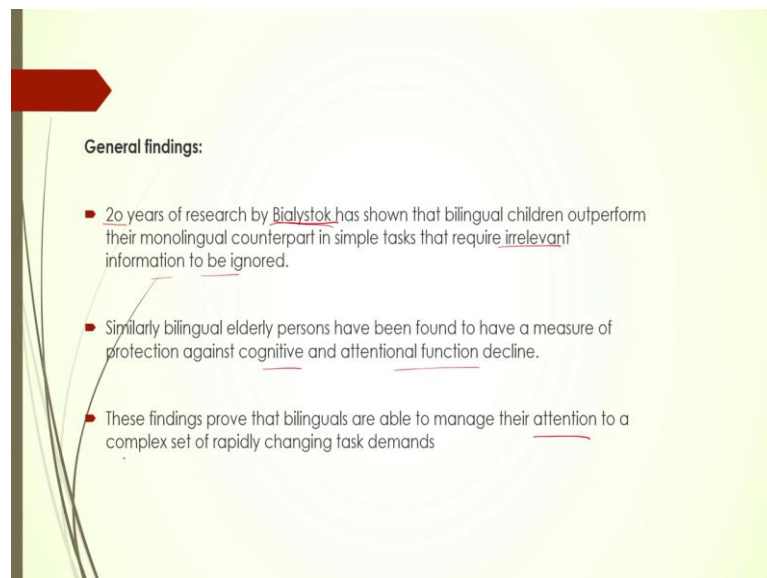 General findings:
2o years of research by Bialystok has shown that bilingual children outperform
their monolingual counterpart in simple tasks that require irrelevant
information to be ignored.
Similarly bilingual elderly persons have been found to have a measure of
protection against cognitive and attentional function decline.
These findings prove that bilinguals are able to manage their attention to a
complex set of rapidly changing task demands